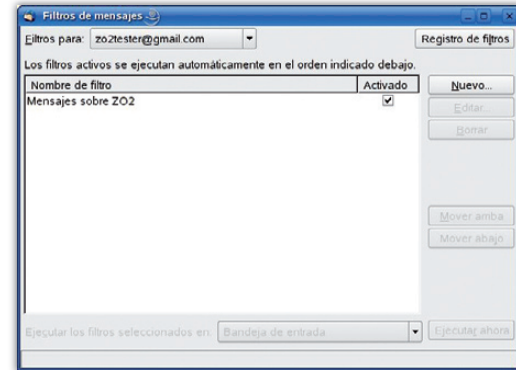 Filtros de mensajes
Filtros para: zo2tester@gmail.com
Registro de filtros
Los filtros activos se ejecutan automáticamente en el orden indicado debajo.
Nombre de filtro Activado
Mensajes sobre ZO2
Nuevo...
Editar...
Borrar
Mover arriba
Mover abajo
Ejecutar los filtros seleccionados en: Bandeja de entrada
Ejecutar ahora